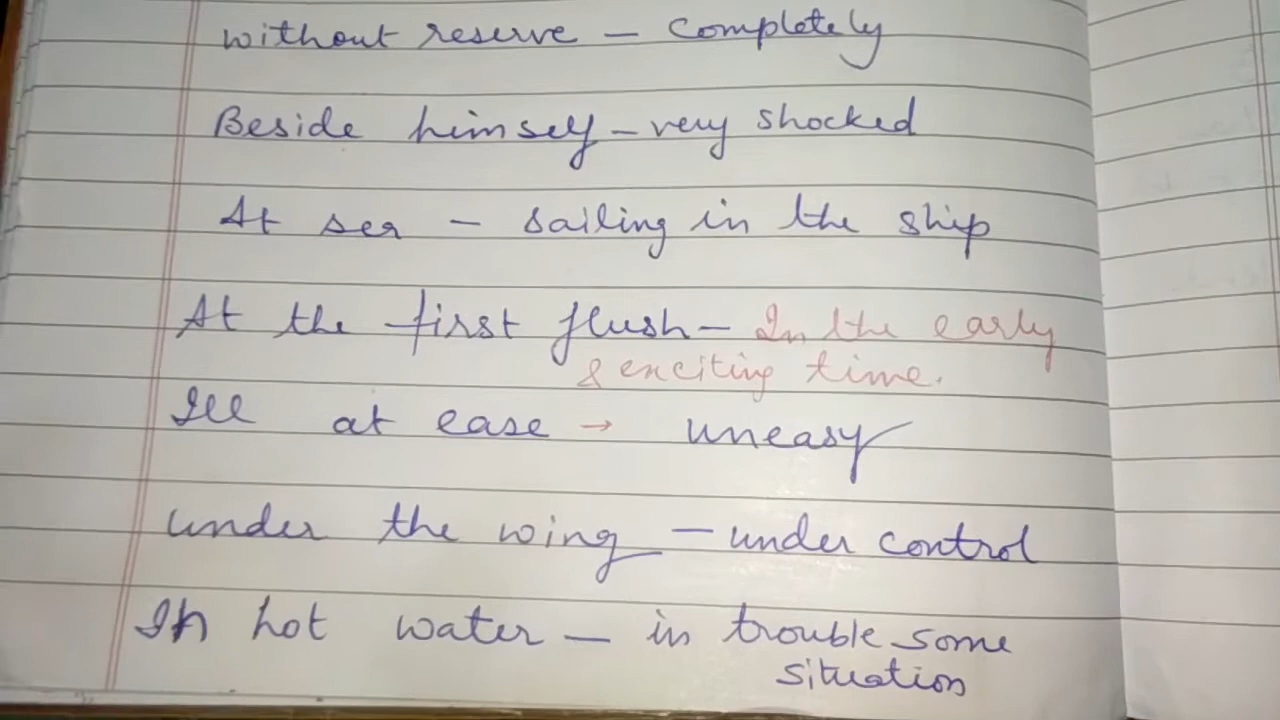 without reserve - Completely
Beside himself - very shocked
At sea - sailing in the ship
At the first flush - In the early
& exciting time.
Ill at ease → uneasy
under the wing - under control
In hot water - in trouble some
situation